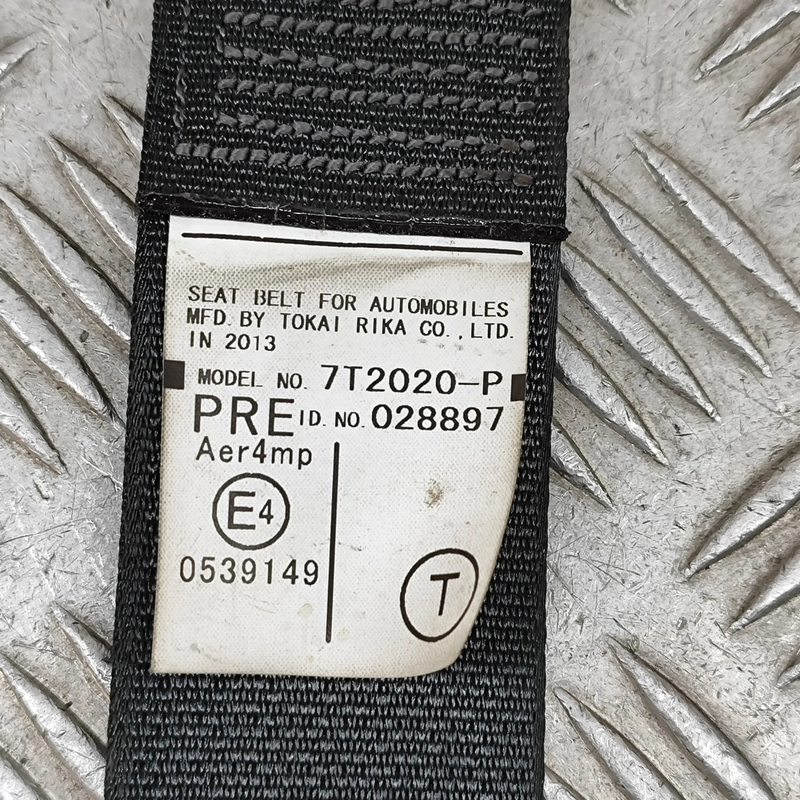 SEAT BELT FOR AUTOMOBILES
MFD. BY TOKAI RIKA CO., LTD.
IN 2013
MODEL NO. 7T2020-P
PRE ID. NO. 028897
Aer4mp
E4
0539149
T